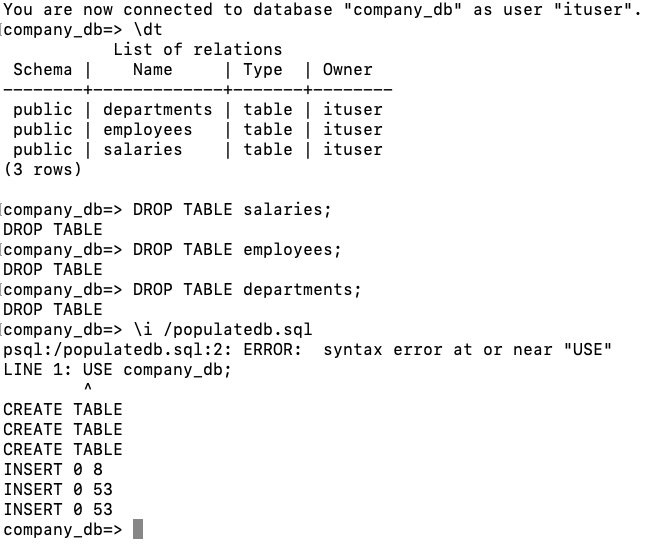 You are now connected to database "company_db" as user "ituser".
company_db=> \dt
List of relations
Schema | Name | Type | Owner
--------+-------------+-------+--------
public | departments | table | ituser
public | employees | table | ituser
public | salaries | table | ituser
(3 rows)
company_db=> DROP TABLE salaries;
DROP TABLE
company_db=> DROP TABLE employees;
DROP TABLE
company_db=> DROP TABLE departments;
DROP TABLE
company_db=> \i /populatedb.sql
psql:/populatedb.sql:2: ERROR:  syntax error at or near "USE"
LINE 1: USE company_db;
^
CREATE TABLE
CREATE TABLE
CREATE TABLE
INSERT 0 8
INSERT 0 53
INSERT 0 53
company_db=>